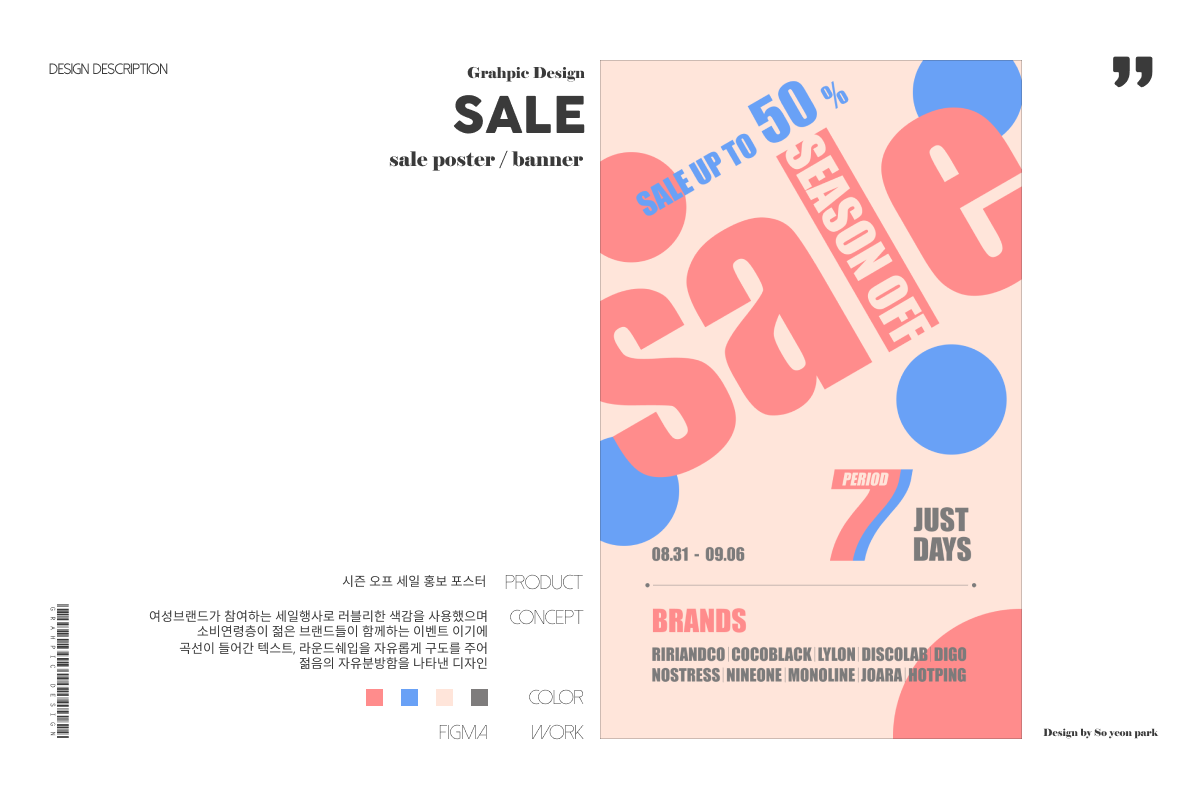 DESIGN DESCRIPTION
Grahpic Design
SALE
sale poster / banner
시즌 오프 세일 홍보 포스터 PRODUCT
여성브랜드가 참여하는 세일행사로 러블리한 색감을 사용했으며 CONCEPT
소비연령층이 젊은 브랜드들이 함께하는 이벤트 이기에
곡선이 들어간 텍스트, 라운드쉐입을 자유롭게 구도를 주어
젊음의 자유분방함을 나타낸 디자인
COLOR
FIGMA WORK
GRAHPIC DESIGN
SALE UP TO 50 %
SEASON OFF
sale
PERIOD
7
JUST
DAYS
08.31 - 09.06
BRANDS
RIRIANDCO COCOBLACK LYLON DISCOLAB DIGO
NOSTRESS NINEONE MONOLINE JOARA HOTPING
”
Design by So yeon park